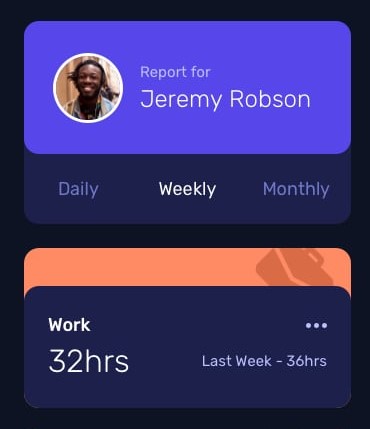 Report for
Jeremy Robson
Daily Weekly Monthly
Work
32hrs Last Week - 36hrs